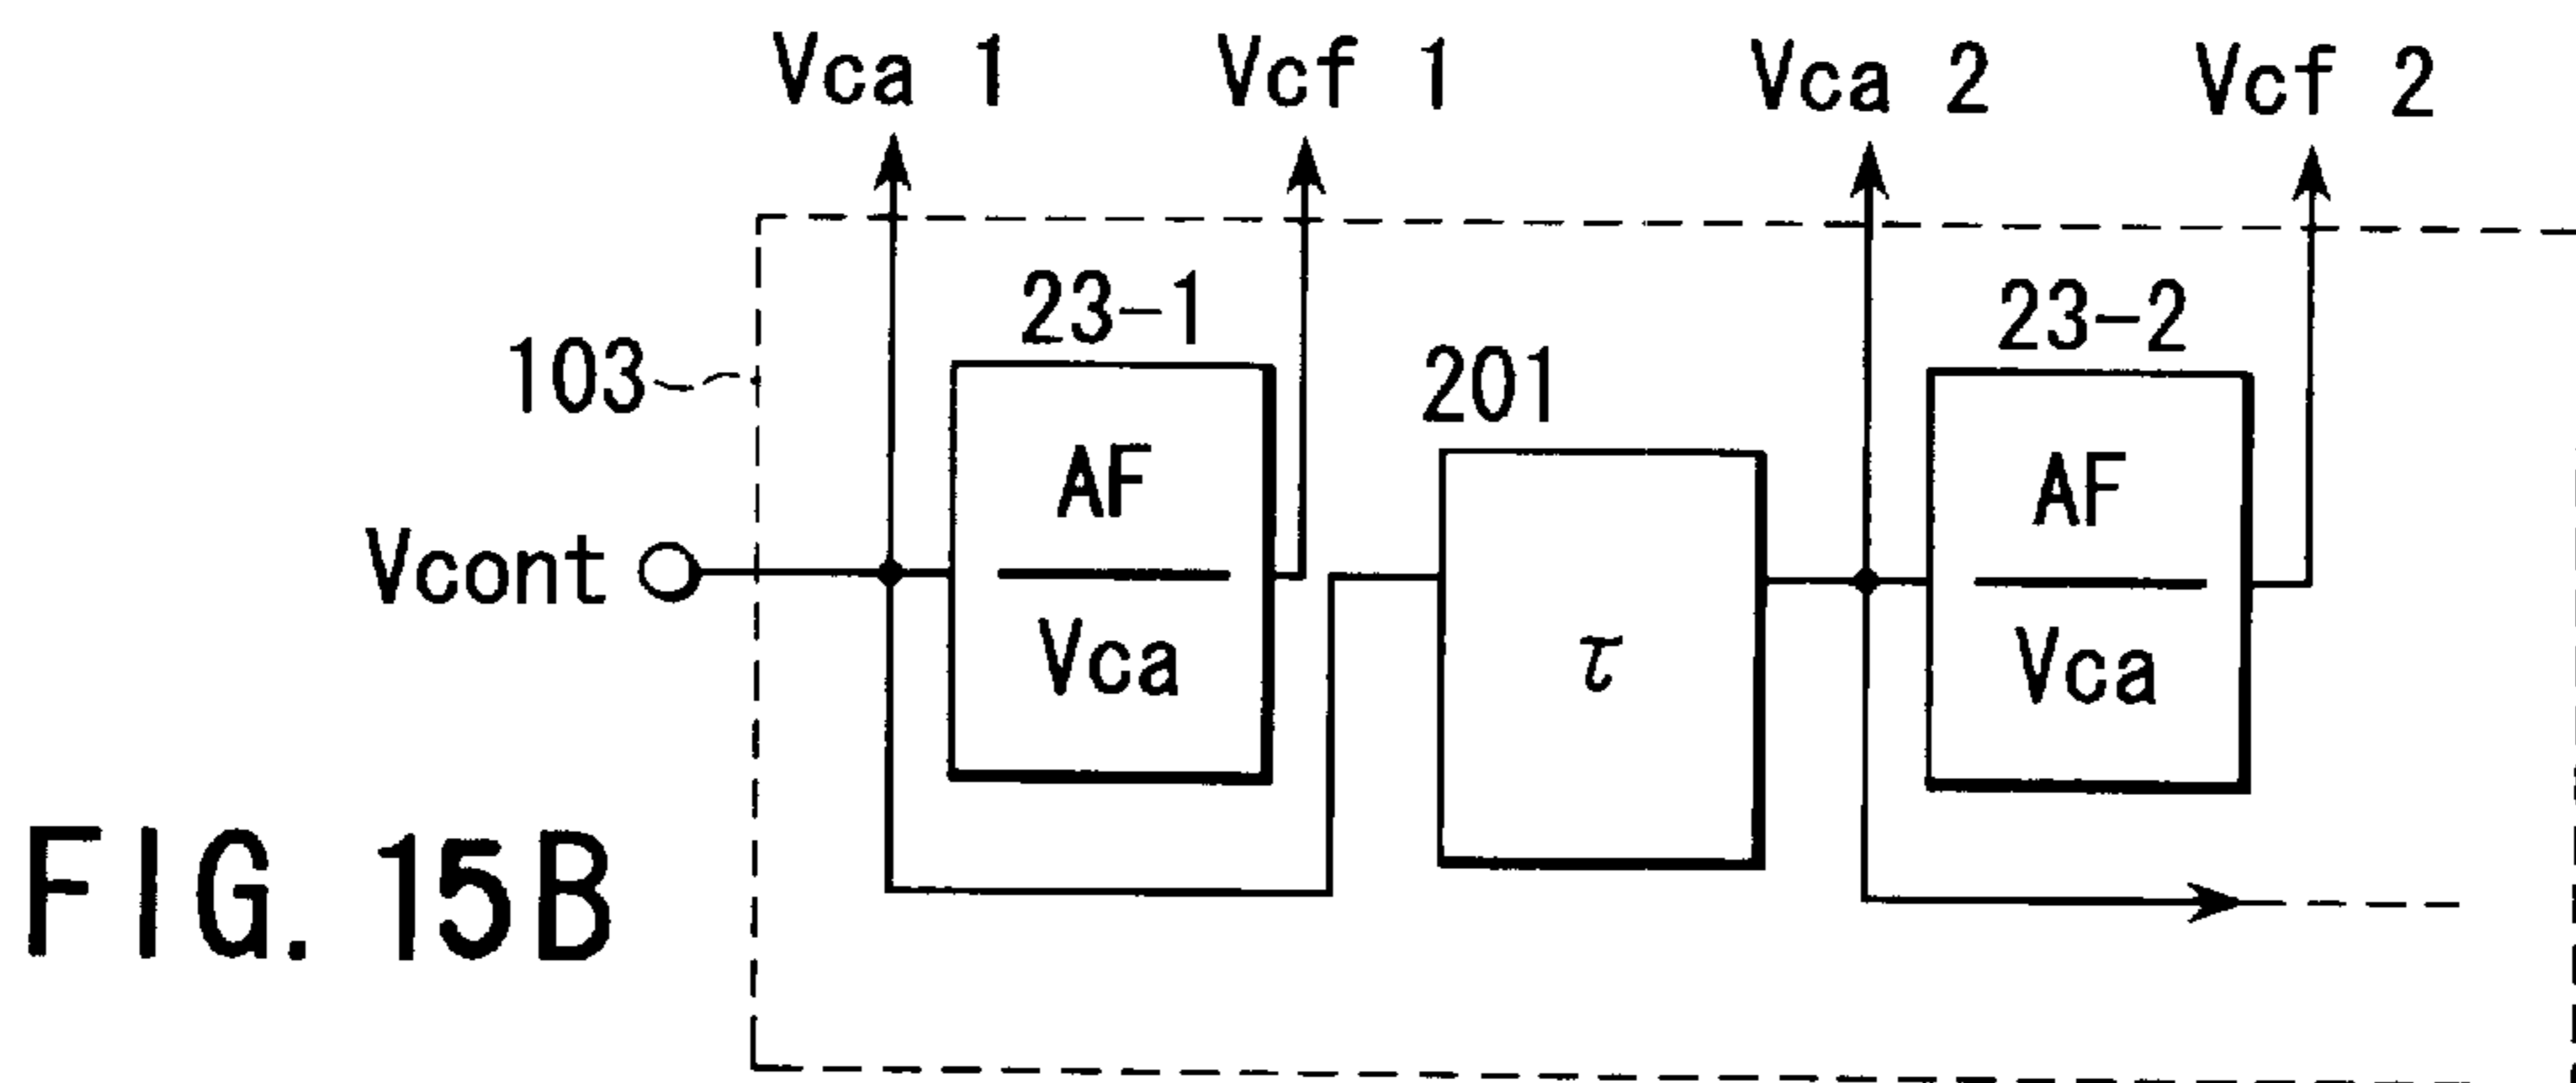 Vca 1 Vcf 1 Vca 2 Vcf 2
23-1 23-2
103 201
AF AF
Vcont
Vca τ Vca
FIG. 15B